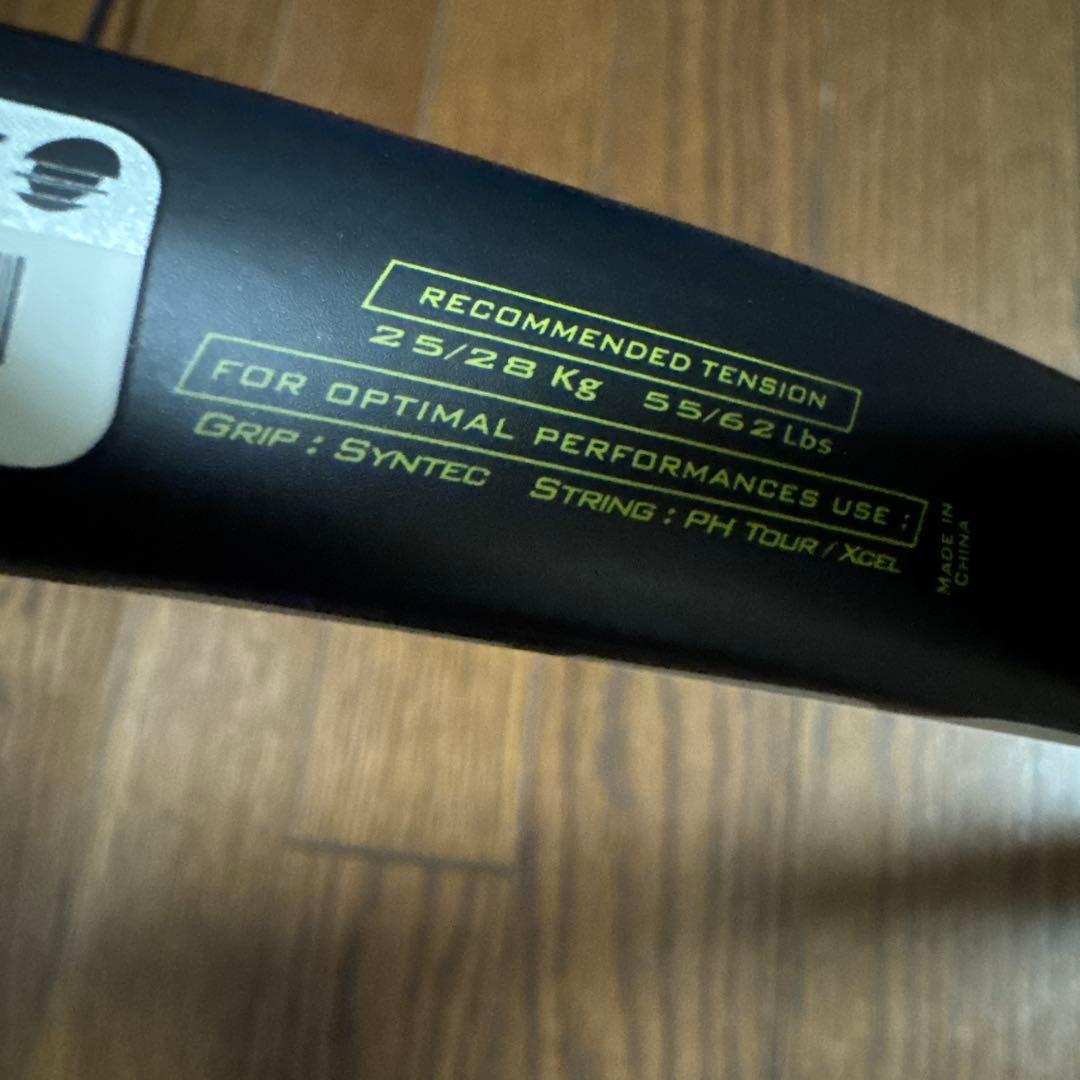 RECOMMENDED TENSION
25/28 Kg 55/62 Lbs
FOR OPTIMAL PERFORMANCES USE :
GRIP : SYNTEC STRING : PH TOUR / XCEL
MADE IN
CHINA